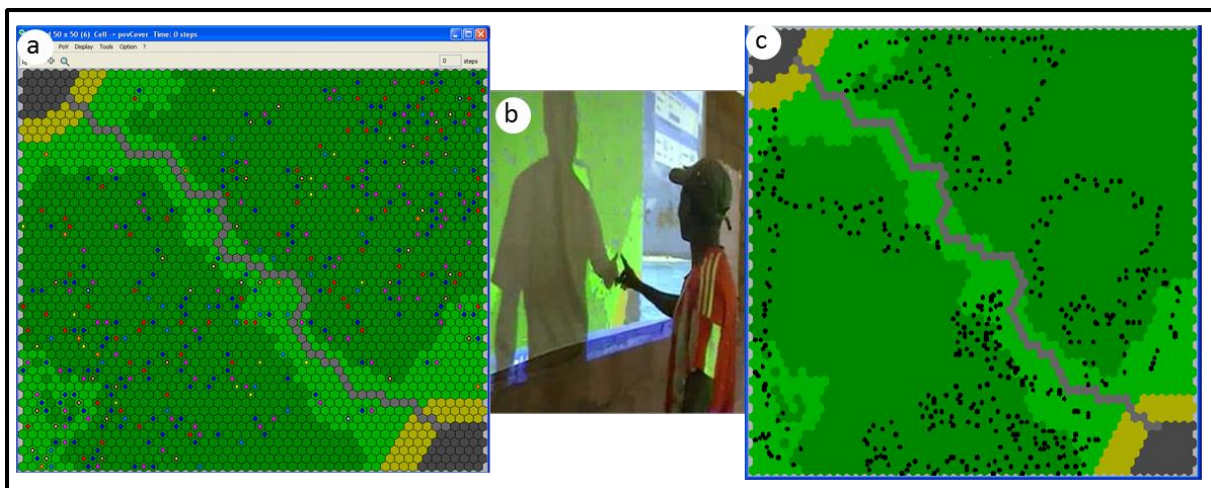 a
50 x 50 (6) Cell -> povCover Time: 0 steps
PoV Display Tools Option ?
0 steps
b
c